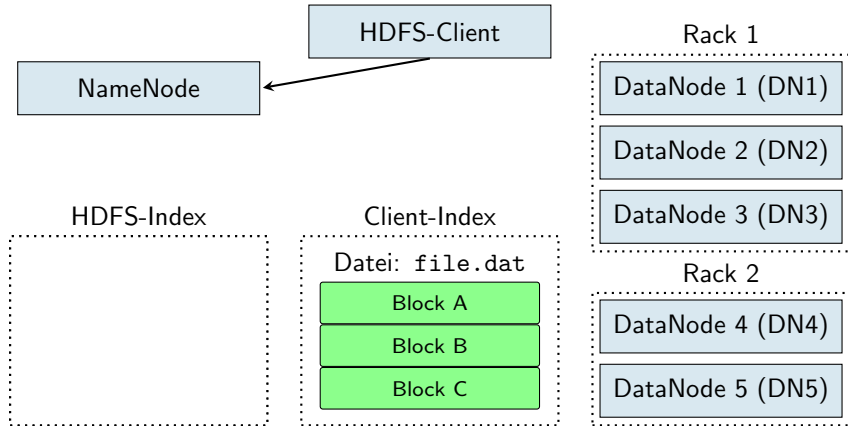 HDFS-Client
NameNode
Rack 1
DataNode 1 (DN1)
DataNode 2 (DN2)
DataNode 3 (DN3)
HDFS-Index
Client-Index
Datei: file.dat
Block A
Block B
Block C
Rack 2
DataNode 4 (DN4)
DataNode 5 (DN5)